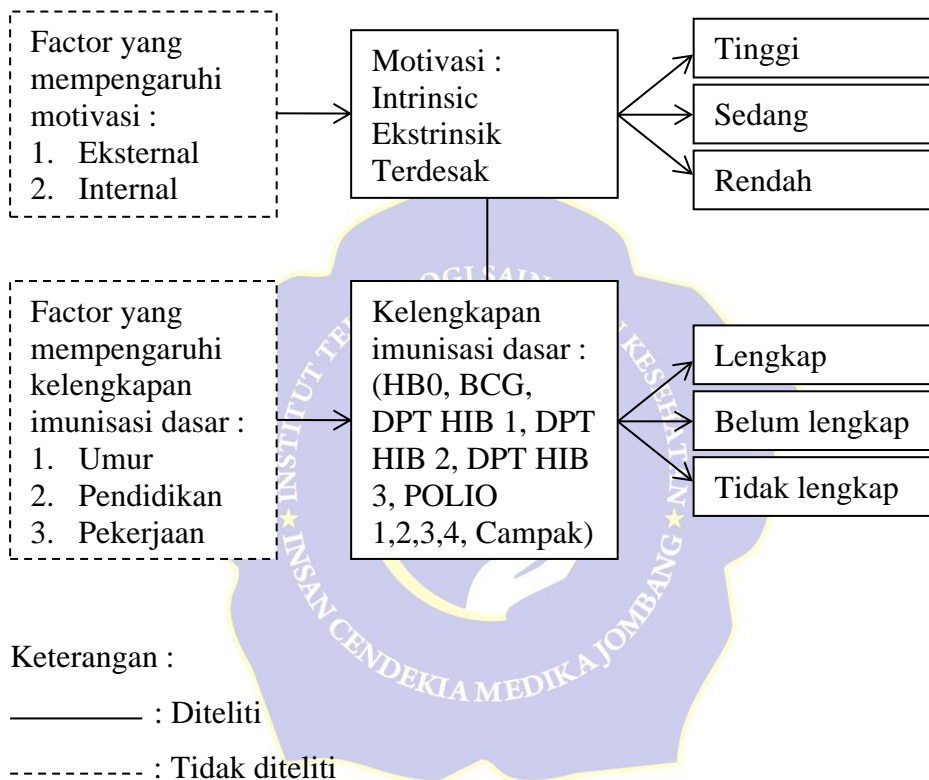 Factor yang
mempengaruhi
motivasi :
1. Eksternal
2. Internal
Motivasi :
Intrinsic
Ekstrinsik
Terdesak
Tinggi
Sedang
Rendah
Factor yang
mempengaruhi
kelengkapan
imunisasi dasar :
1. Umur
2. Pendidikan
3. Pekerjaan
Kelengkapan
imunisasi dasar :
(HB0, BCG,
DPT HIB 1, DPT
HIB 2, DPT HIB
3, POLIO
1,2,3,4, Campak)
Lengkap
Belum lengkap
Tidak lengkap
INSTITUT KESEHATAN
INSAN CENDEKIA MEDIKA JOMBANG
Keterangan :
: Diteliti
: Tidak diteliti